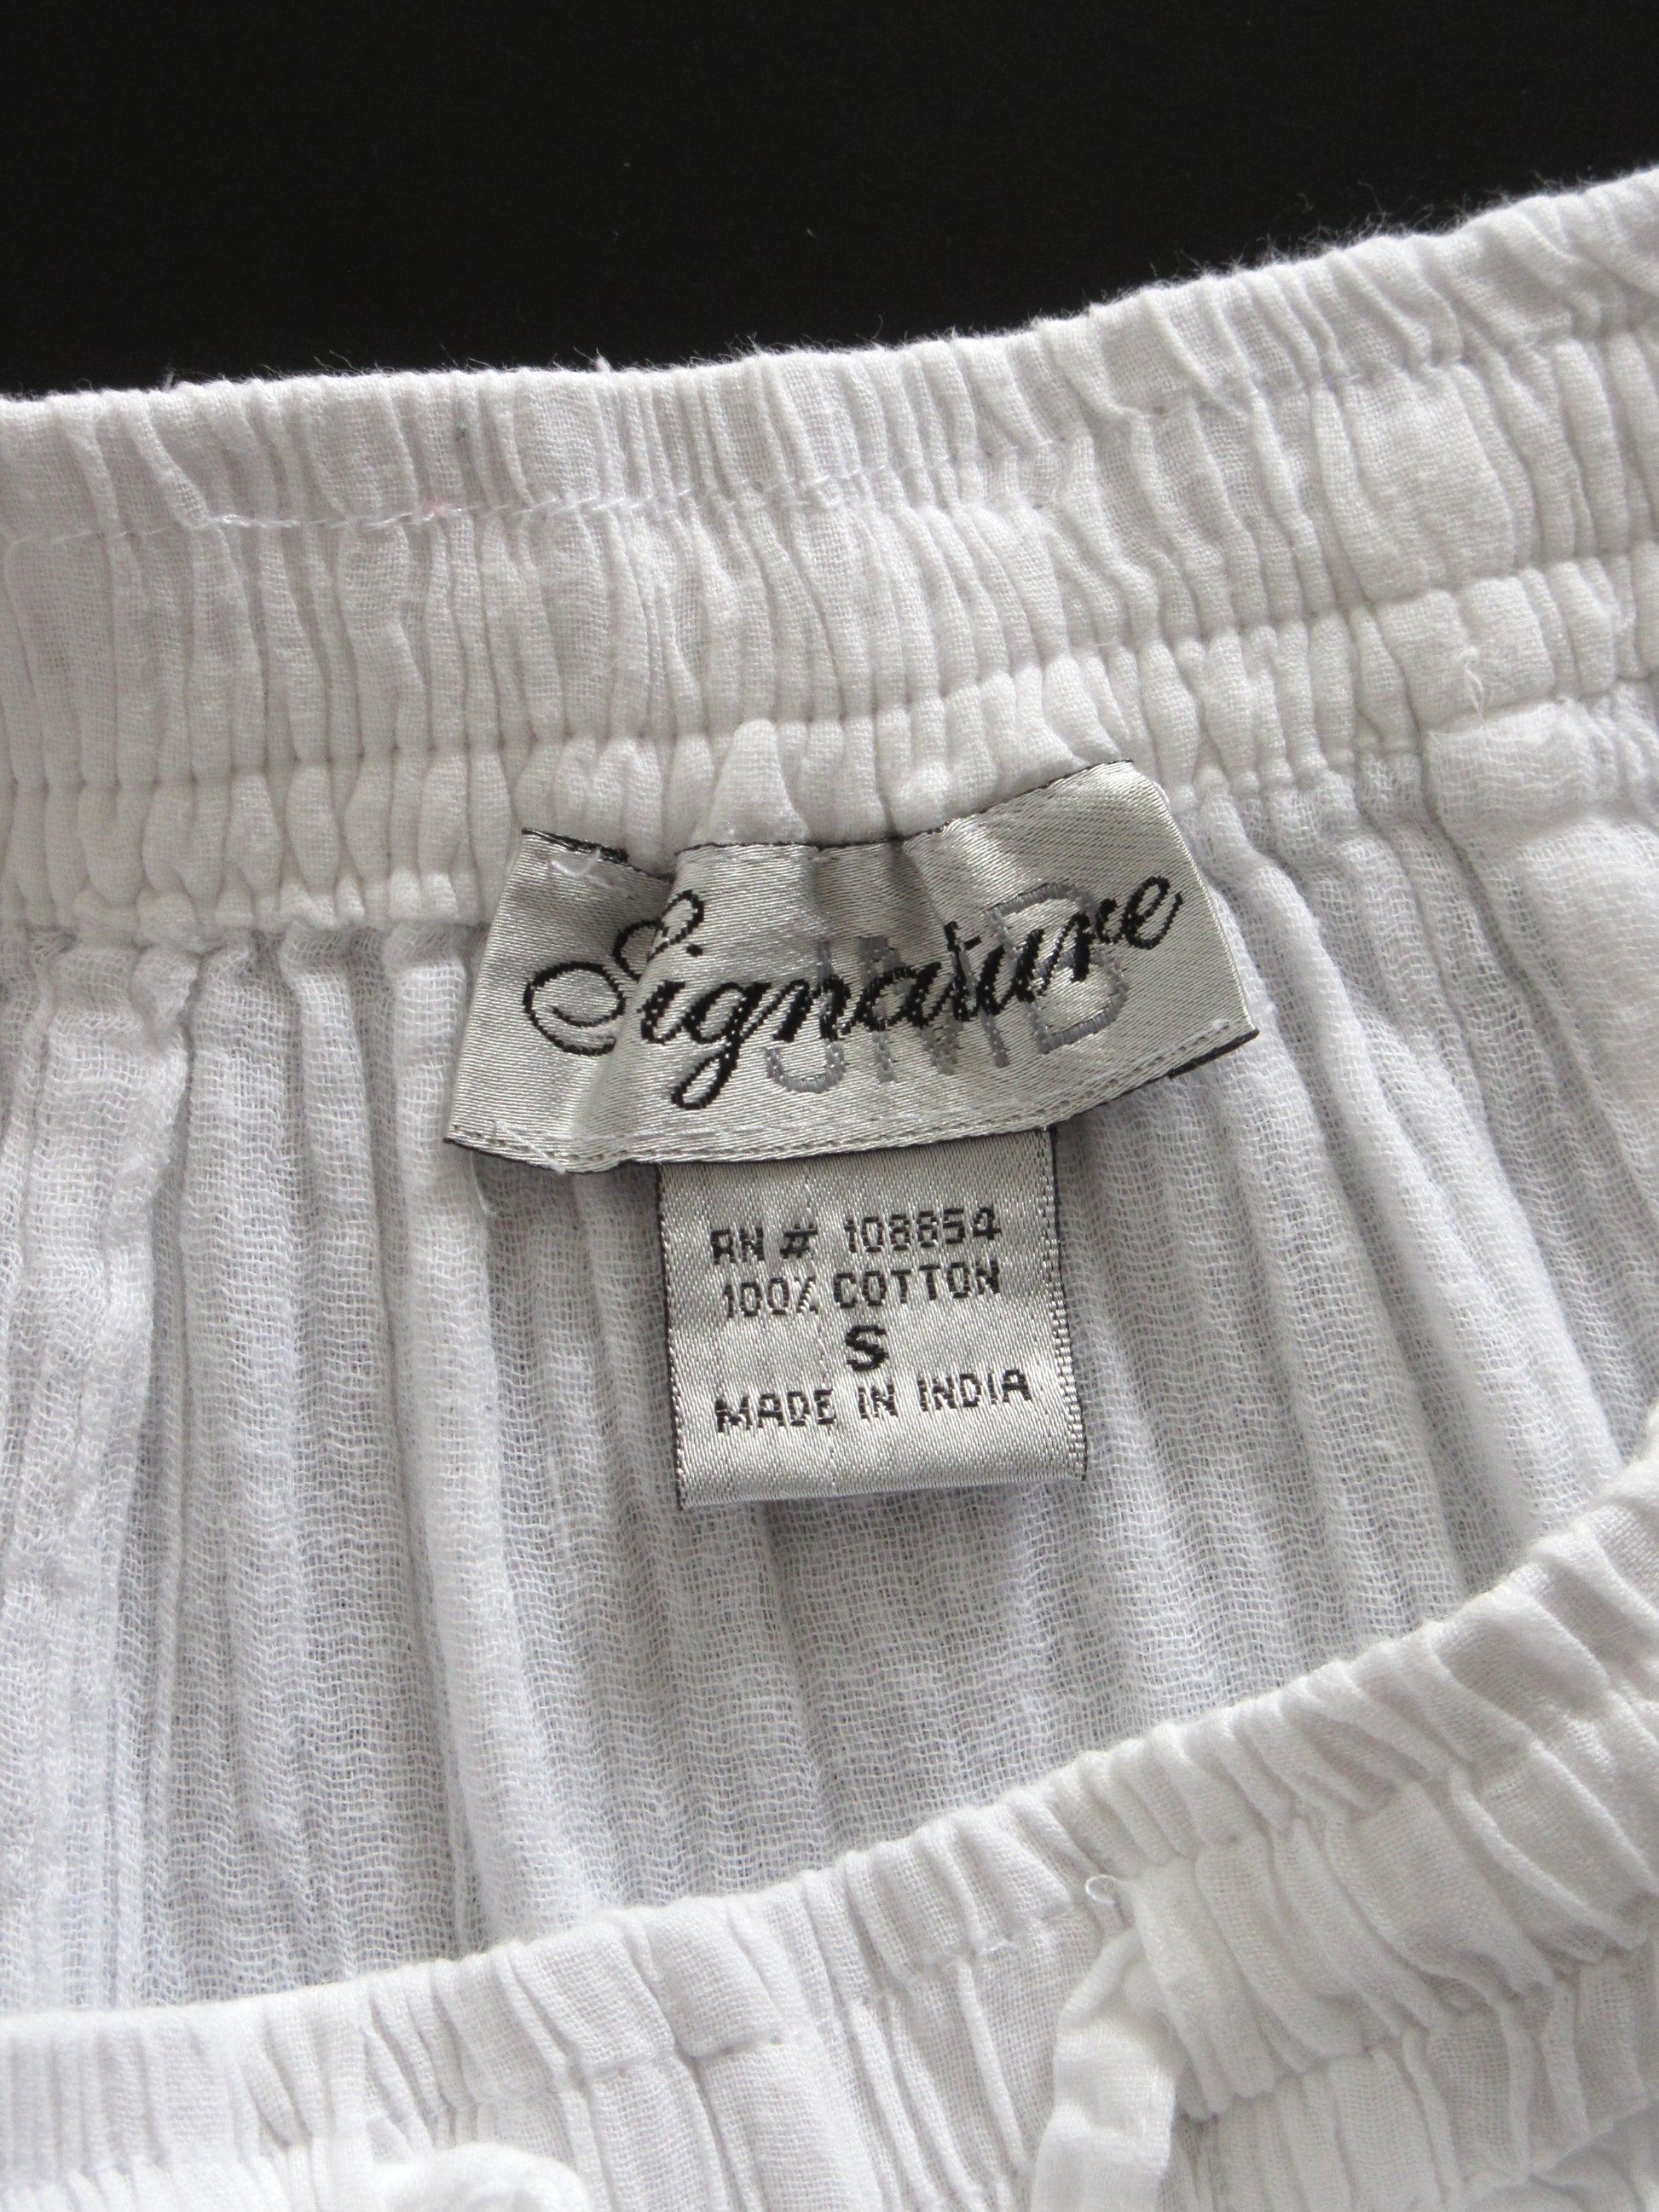 Signature
JMB
RN # 108854
100% COTTON
S
MADE IN INDIA